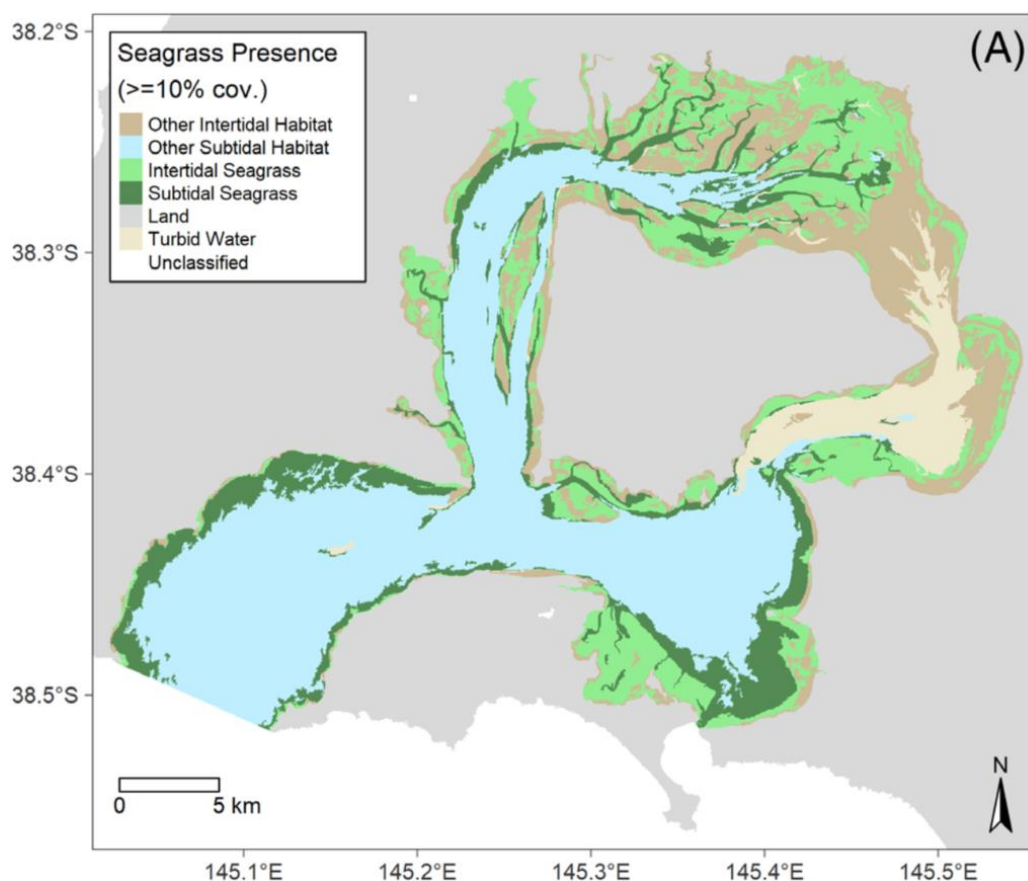 38.2°S
38.3°S
38.4°S
38.5°S
(A)
Seagrass Presence
(>=10% cov.)
Other Intertidal Habitat
Other Subtidal Habitat
Intertidal Seagrass
Subtidal Seagrass
Land
Turbid Water
Unclassified
0 5 km
N
145.1°E 145.2°E 145.3°E 145.4°E 145.5°E